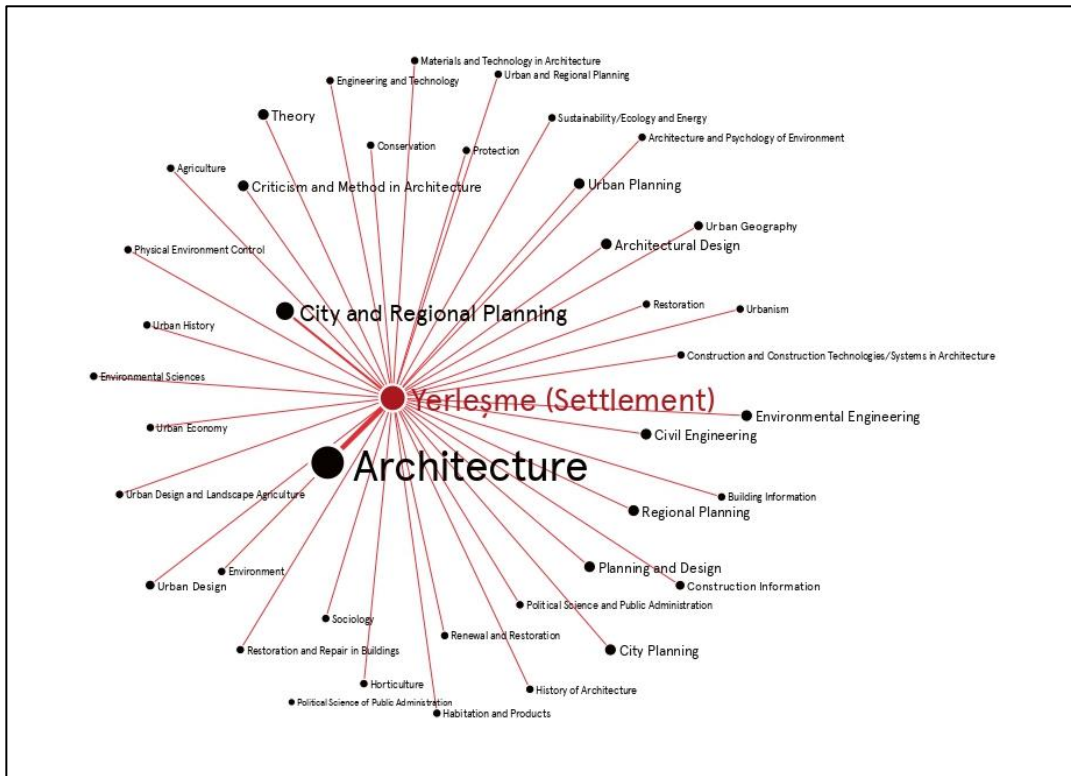 Materials and Technology in Architecture
Urban and Regional Planning
Engineering and Technology
Theory
Sustainability/Ecology and Energy
Architecture and Psychology of Environment
Conservation
Protection
Agriculture
Criticism and Method in Architecture
Urban Planning
Urban Geography
Architectural Design
Physical Environment Control
Restoration
Urbanism
City and Regional Planning
Urban History
Construction and Construction Technologies/Systems in Architecture
Environmental Sciences
Yerleşme (Settlement)
Environmental Engineering
Urban Economy
Civil Engineering
Architecture
Urban Design and Landscape Agriculture
Building Information
Regional Planning
Environment
Planning and Design
Urban Design
Construction Information
Political Science and Public Administration
Sociology
Renewal and Restoration
Restoration and Repair in Buildings
City Planning
Horticulture
History of Architecture
Political Science of Public Administration
Habitation and Products